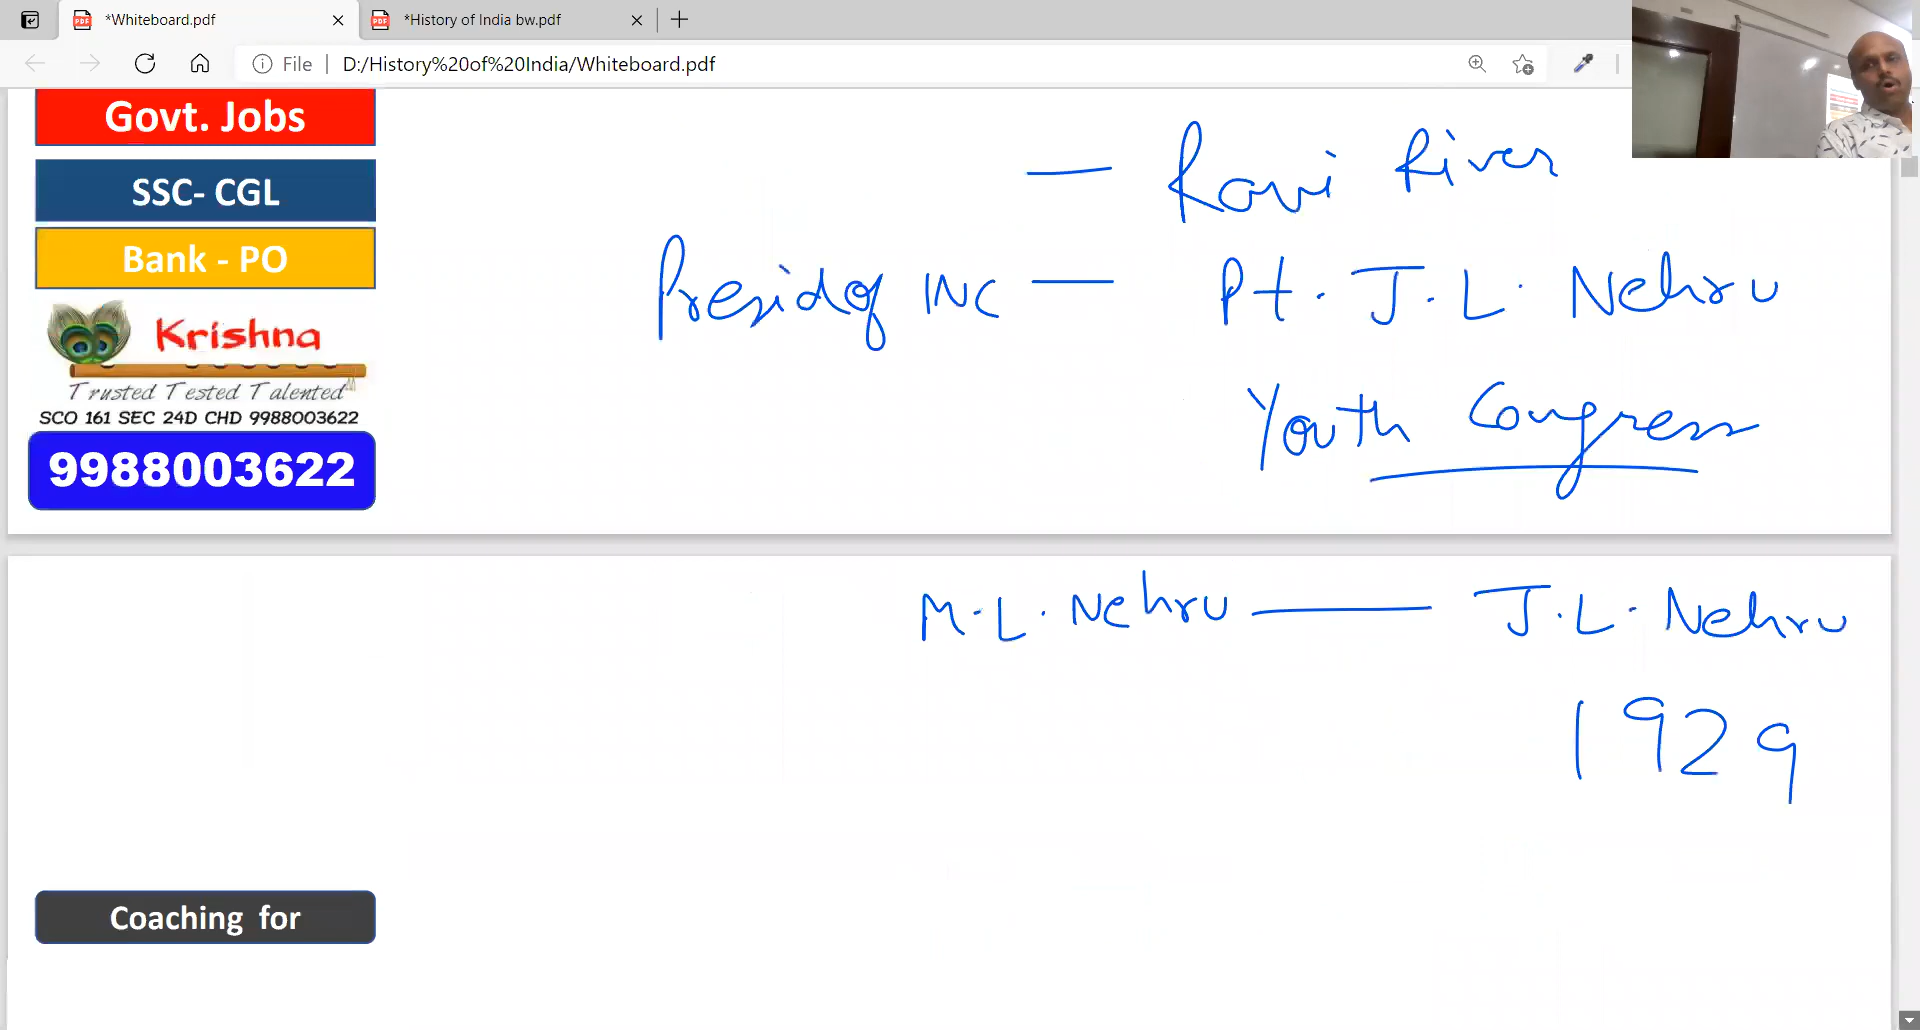 *Whiteboard.pdf
*History of India bw.pdf
File
D:/History%20of%20India/Whiteboard.pdf
Govt. Jobs
SSC- CGL
Bank - PO
Krishna
Trusted Tested Talented
SCO 161 SEC 24D CHD 9988003622
9988003622
— Ravi River
Presidof INC — Pt. J.L. Nehru
Youth Congress
M.L. Nehru — J.L. Nehru
1929
Coaching for